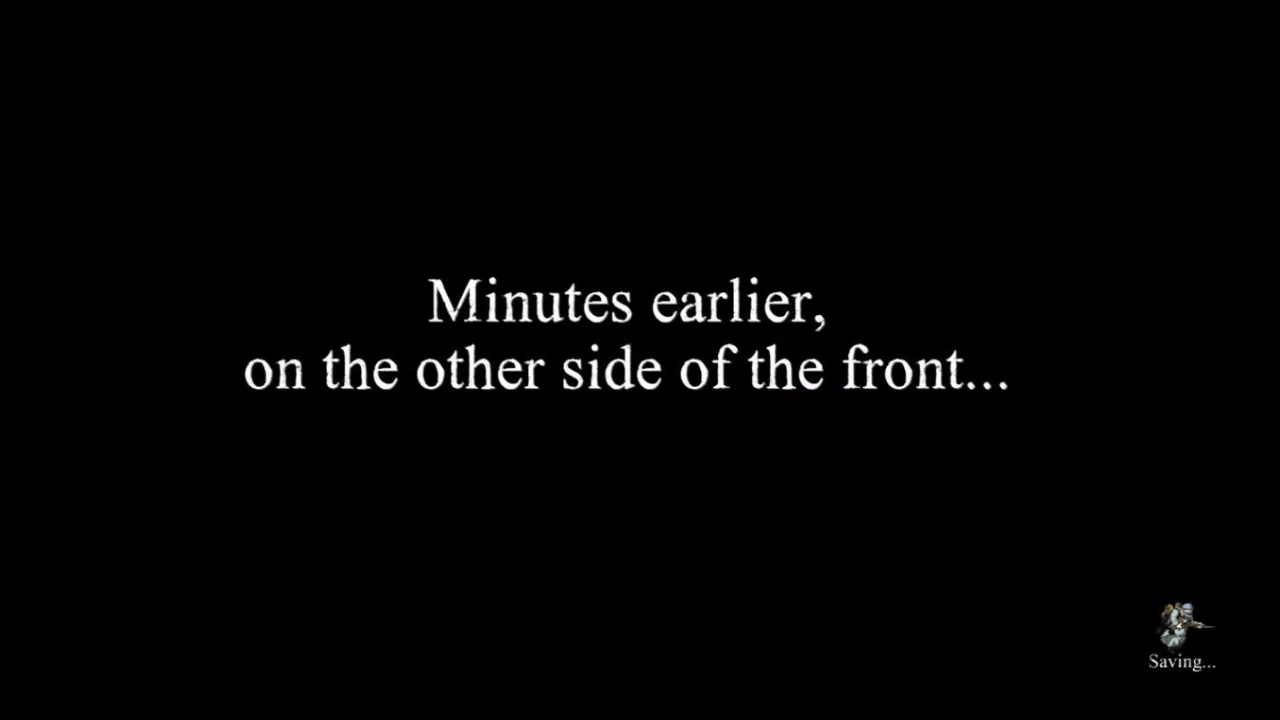 Minutes earlier,
on the other side of the front...
Saving...